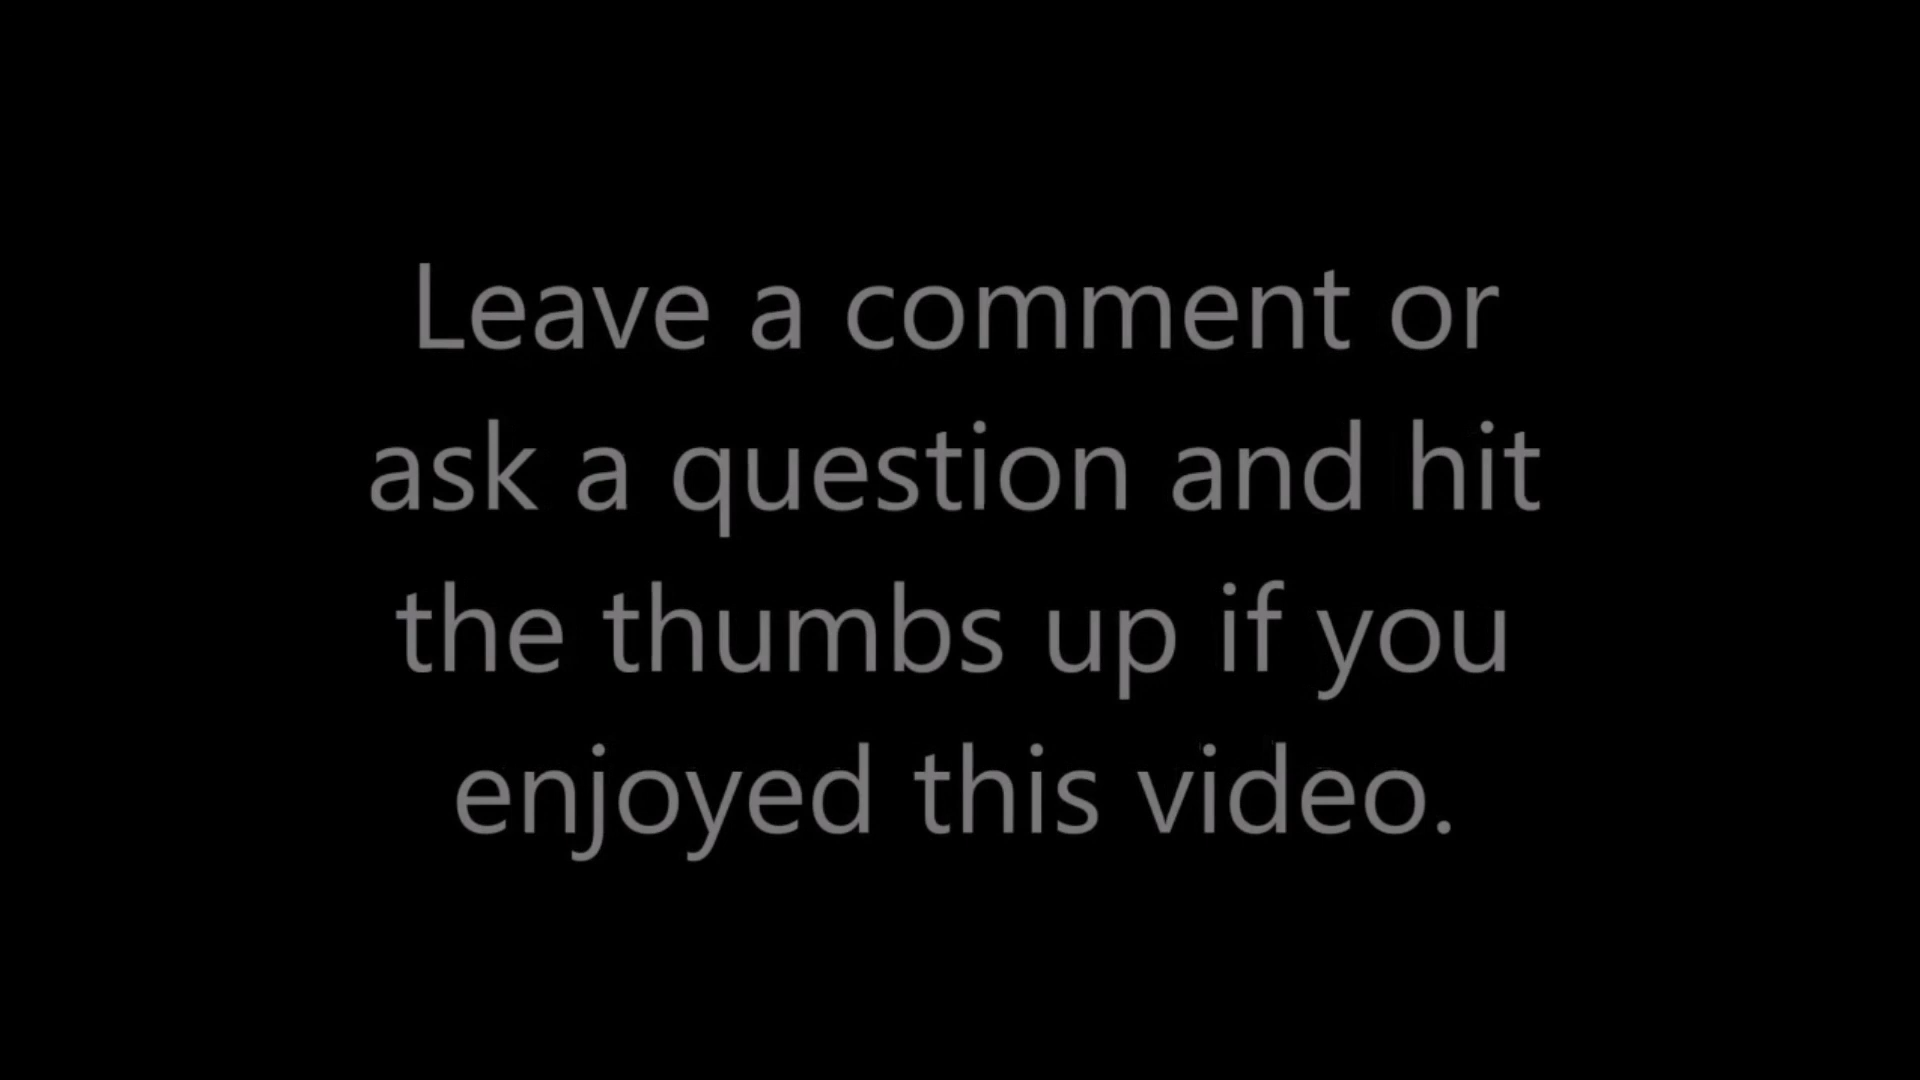 Leave a comment or
ask a question and hit
the thumbs up if you
enjoyed this video.